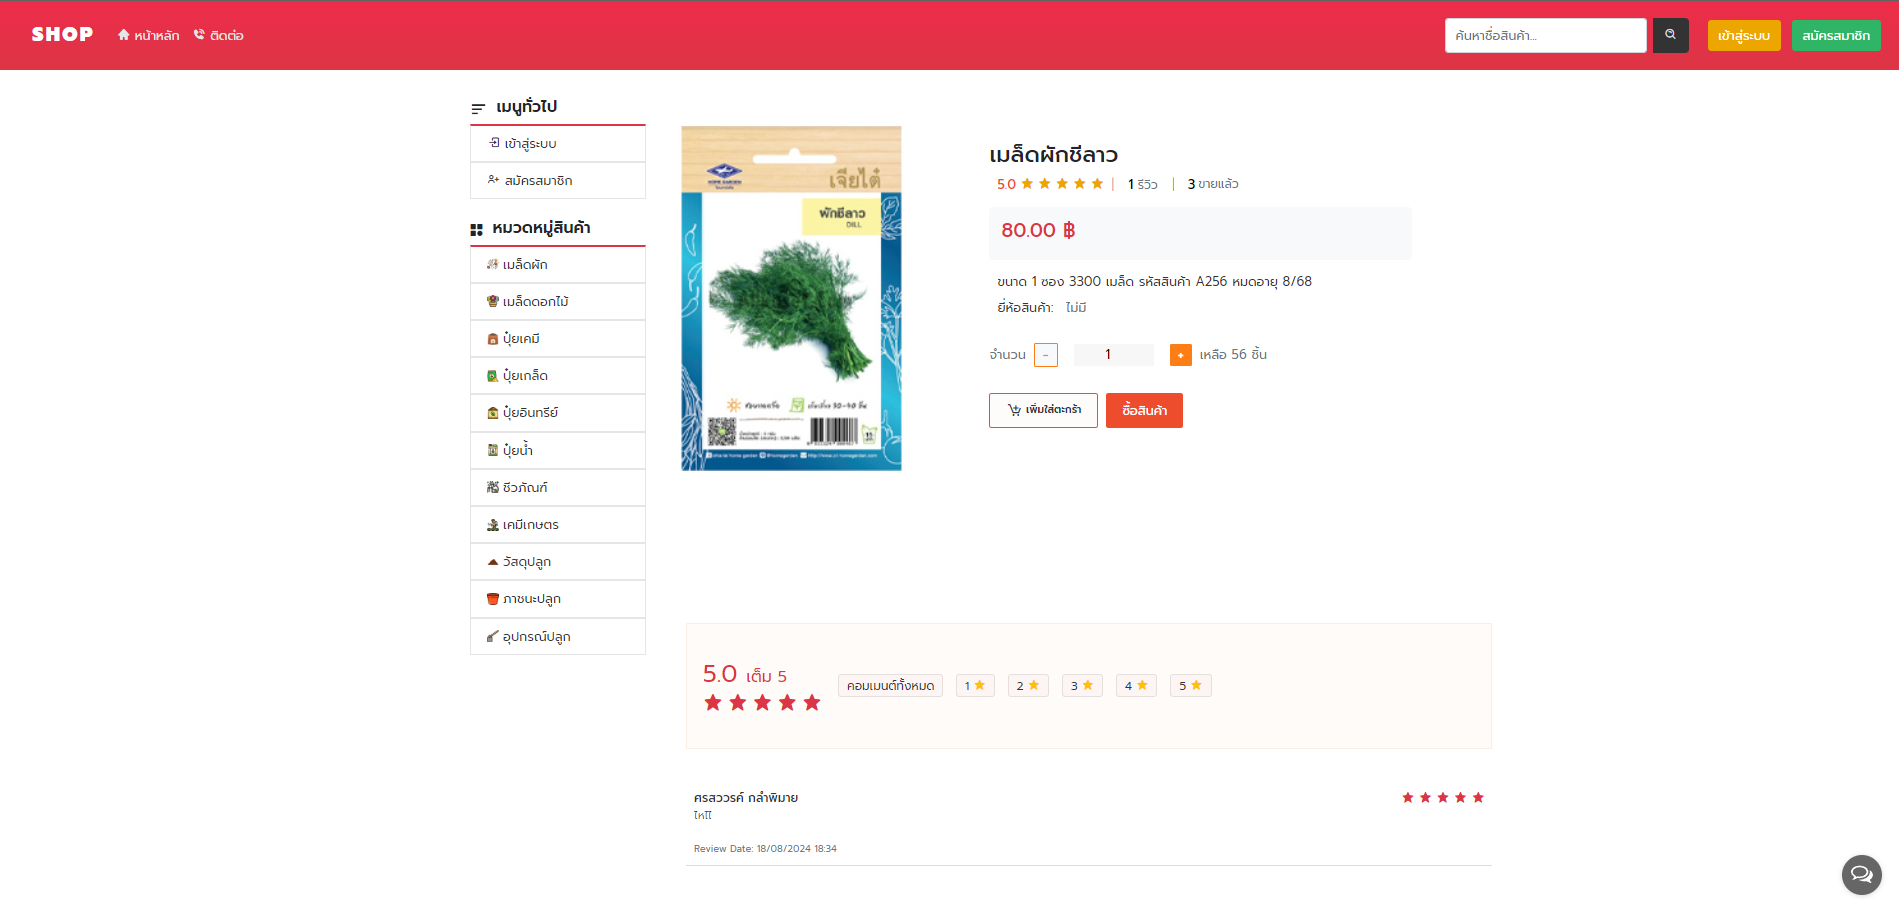 SHOP
หน้าหลัก
ติดต่อ
ค้นหาชื่อสินค้า...
เข้าสู่ระบบ
สมัครสมาชิก
เมนูทั่วไป
เข้าสู่ระบบ
สมัครสมาชิก
หมวดหมู่สินค้า
เมล็ดผัก
เมล็ดดอกไม้
ปุ๋ยเคมี
ปุ๋ยเกล็ด
ปุ๋ยอินทรีย์
ปุ๋ยน้ำ
ชีวภัณฑ์
เคมีเกษตร
วัสดุปลูก
ภาชนะปลูก
อุปกรณ์ปลูก
HOME GARDEN
เจียไต๋
ผักชีลาว
DILL
เมล็ดผักชีลาว
5.0 | 1 รีวิว | 3 ขายแล้ว
80.00 ฿
ขนาด 1 ซอง 3300 เมล็ด รหัสสินค้า A256 หมดอายุ 8/68
ยี่ห้อสินค้า: ไม่มี
จำนวน - 1 + เหลือ 56 ชิ้น
เพิ่มใส่ตะกร้า
ซื้อสินค้า
5.0 เต็ม 5
คอมเมนต์ทั้งหมด
1
2
3
4
5
ศรสววรค์ กลำพิมาย
ไหไไ
Review Date: 18/08/2024 18:34